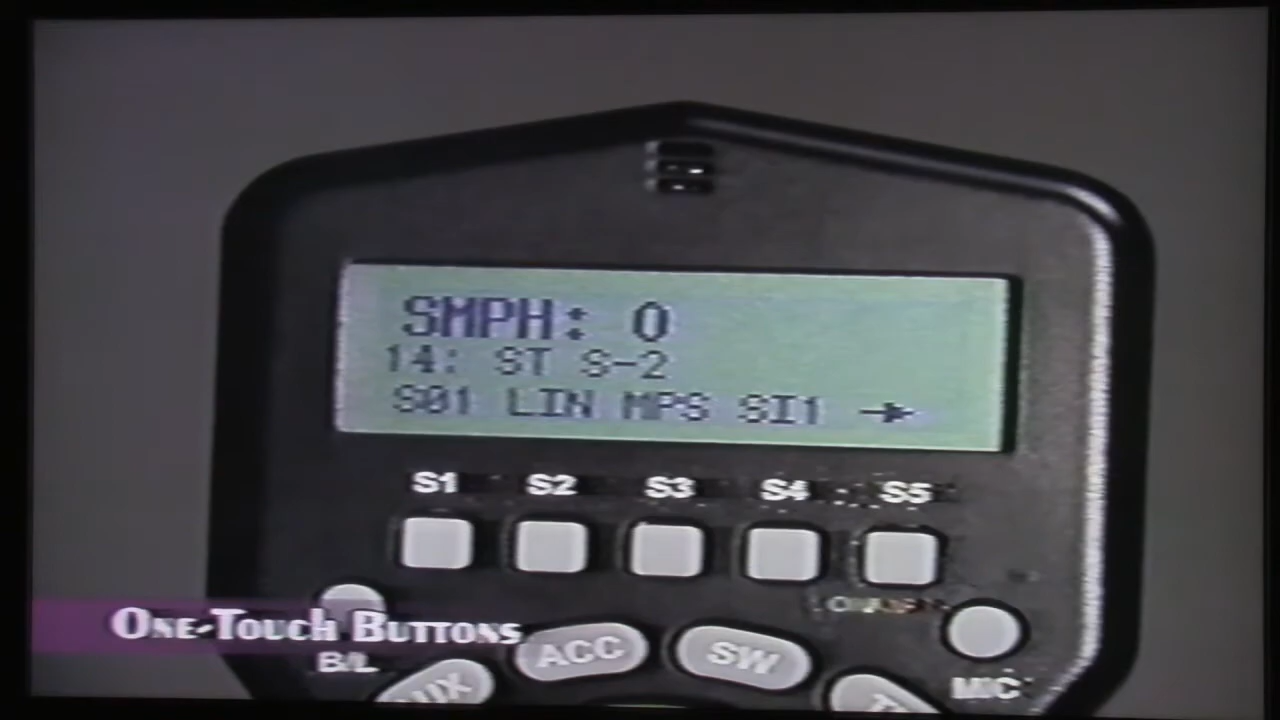 SMPH: 0
14: ST S-2
S01 LIN MPS SI1 →
S1 S2 S3 S4 S5
ONE-TOUCH BUTTONS
B/L
ACC
SW
MIC